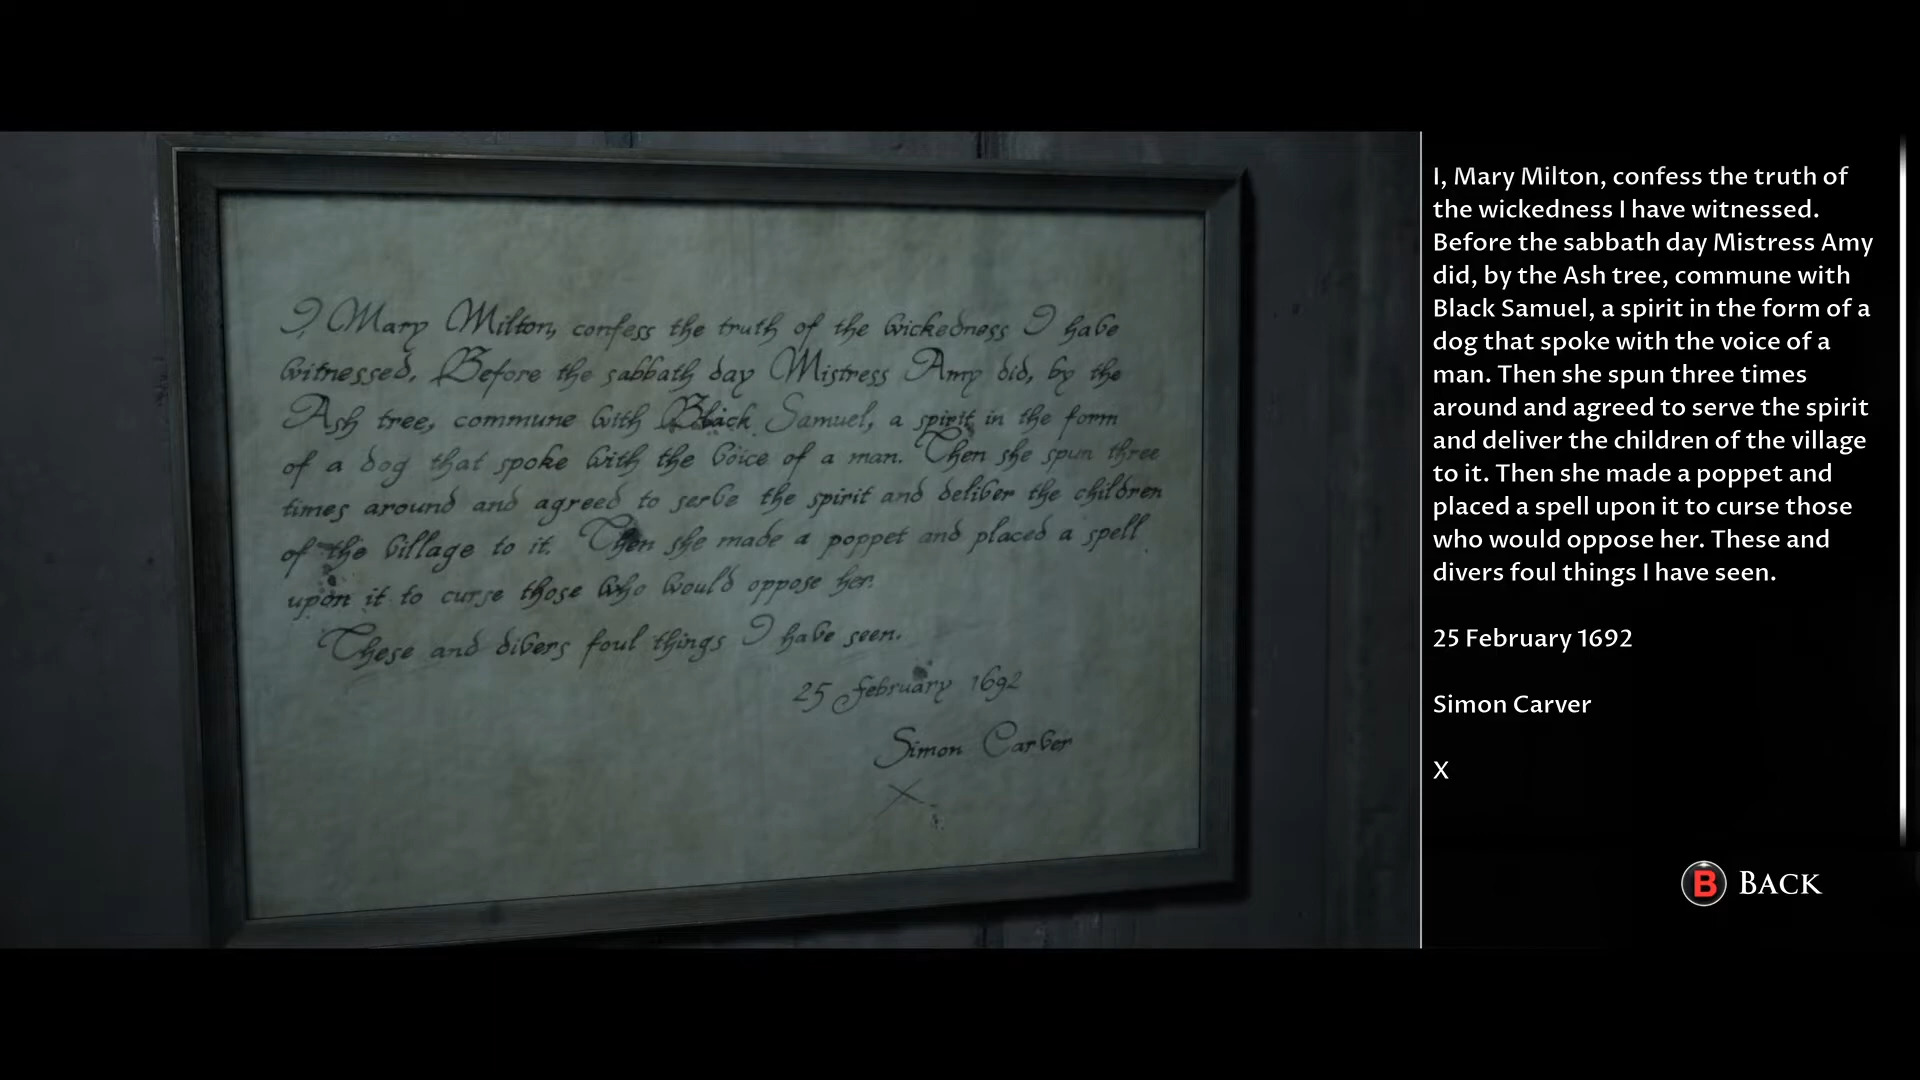 I, Mary Milton, confess the truth of the wickedness I have
witnessed. Before the sabbath day Mistress Amy did, by the
Ash tree, commune with Black Samuel, a spirit in the form
of a dog that spoke with the voice of a man. Then she spun three
times around and agreed to serve the spirit and deliver the children
of the village to it. Then she made a poppet and placed a spell
upon it to curse those who would oppose her.
These and divers foul things I have seen.
25 February 1692
Simon Carver
X
I, Mary Milton, confess the truth of
the wickedness I have witnessed.
Before the sabbath day Mistress Amy
did, by the Ash tree, commune with
Black Samuel, a spirit in the form of a
dog that spoke with the voice of a
man. Then she spun three times
around and agreed to serve the spirit
and deliver the children of the village
to it. Then she made a poppet and
placed a spell upon it to curse those
who would oppose her. These and
divers foul things I have seen.
25 February 1692
Simon Carver
X
B BACK